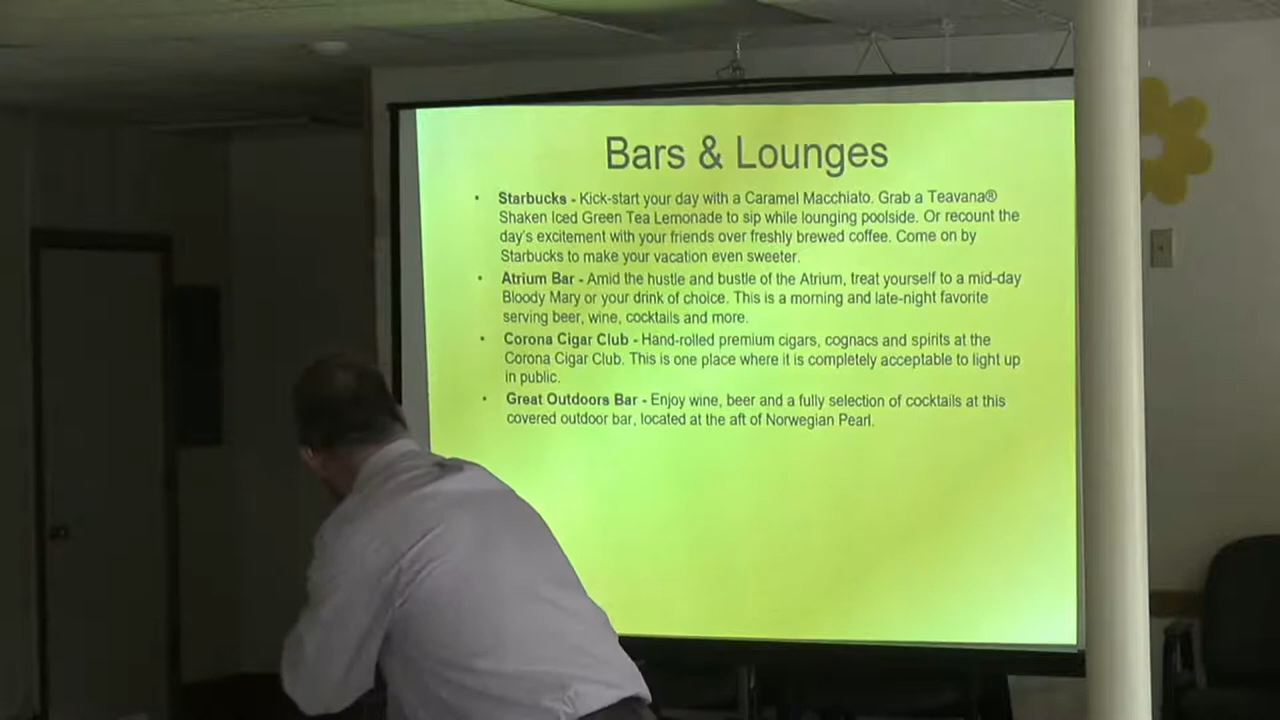 Bars & Lounges
• Starbucks - Kick-start your day with a Caramel Macchiato. Grab a Teavana®
Shaken Iced Green Tea Lemonade to sip while lounging poolside. Or recount the
day's excitement with your friends over freshly brewed coffee. Come on by
Starbucks to make your vacation even sweeter.
• Atrium Bar - Amid the hustle and bustle of the Atrium, treat yourself to a mid-day
Bloody Mary or your drink of choice. This is a morning and late-night favorite
serving beer, wine, cocktails and more.
• Corona Cigar Club - Hand-rolled premium cigars, cognacs and spirits at the
Corona Cigar Club. This is one place where it is completely acceptable to light up
in public.
• Great Outdoors Bar - Enjoy wine, beer and a fully selection of cocktails at this
covered outdoor bar, located at the aft of Norwegian Pearl.